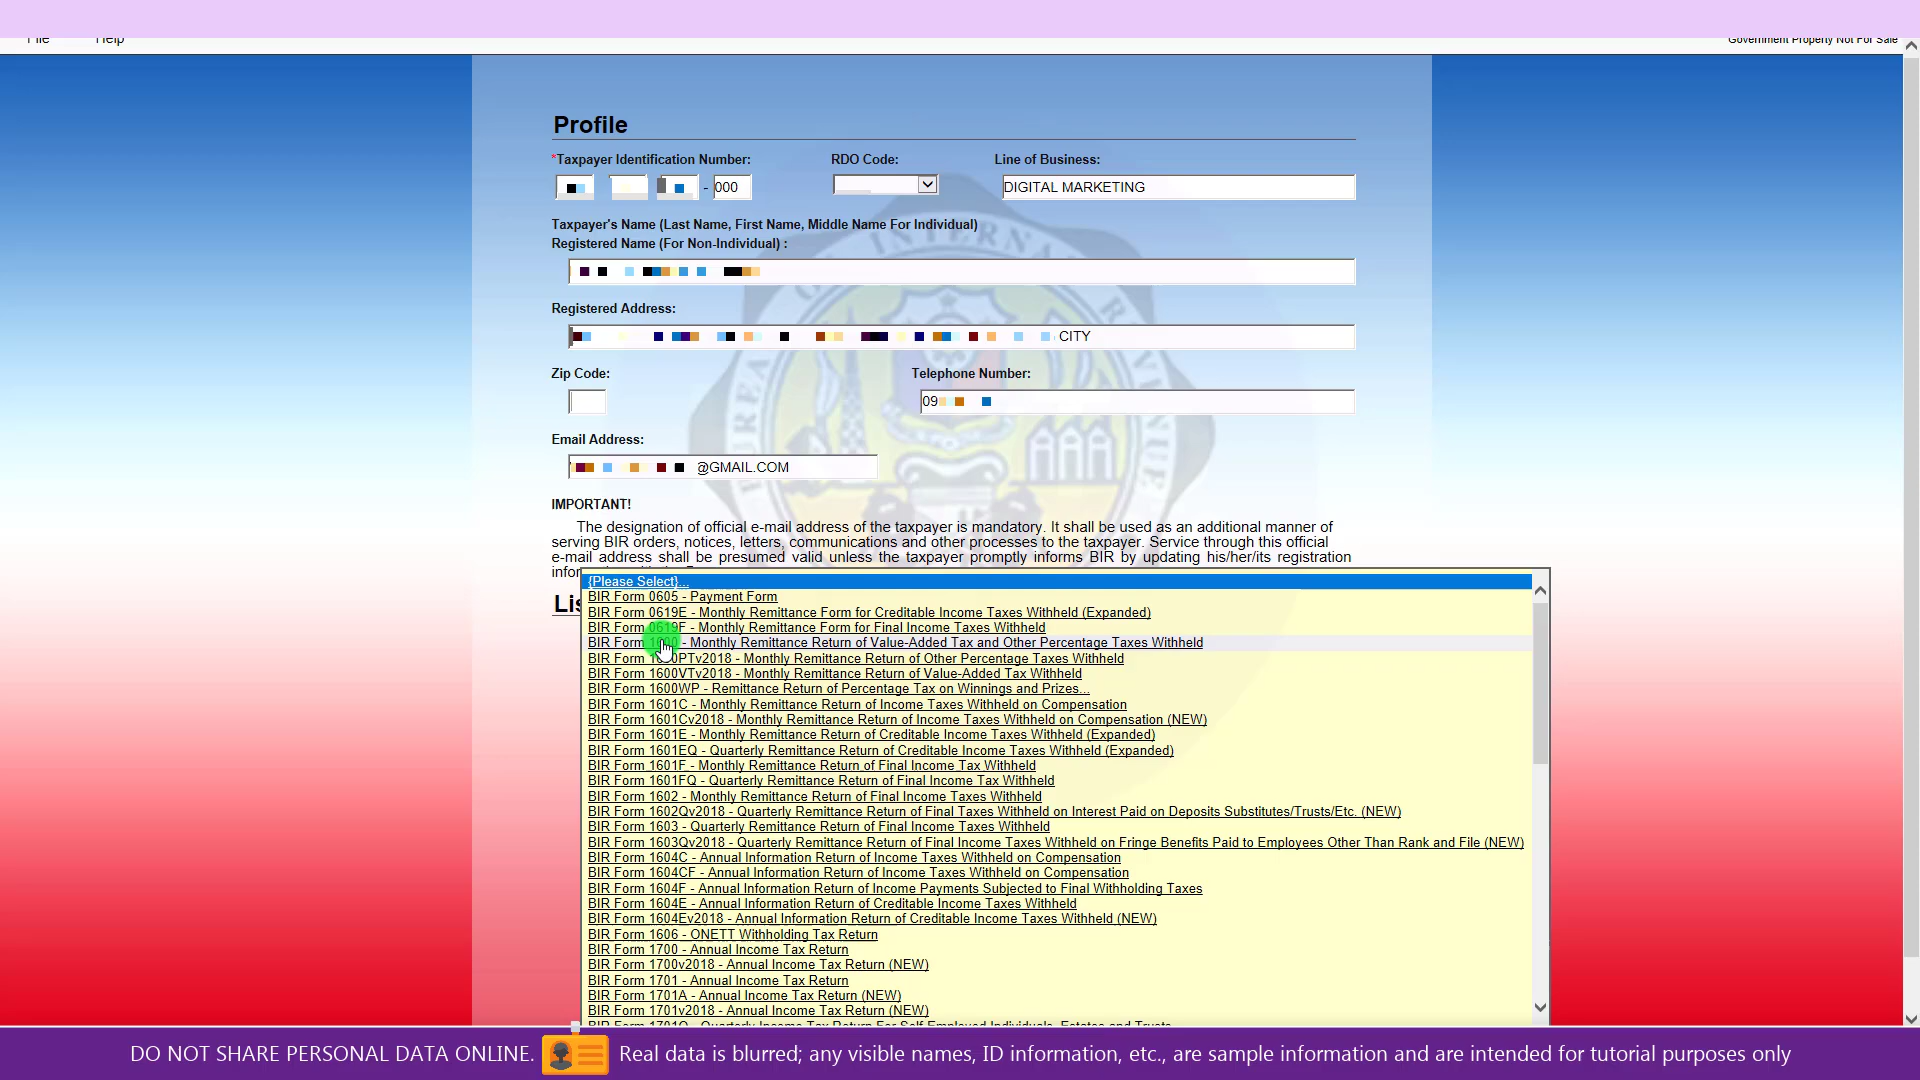 File Help Government Property Not For Sale
Profile
*Taxpayer Identification Number: RDO Code: Line of Business:
- 000 DIGITAL MARKETING
Taxpayer's Name (Last Name, First Name, Middle Name For Individual)
Registered Name (For Non-Individual) :
Registered Address:
CITY
Zip Code: Telephone Number:
09
Email Address:
@GMAIL.COM
IMPORTANT!
The designation of official e-mail address of the taxpayer is mandatory. It shall be used as an additional manner of
serving BIR orders, notices, letters, communications and other processes to the taxpayer. Service through this official
e-mail address shall be presumed valid unless the taxpayer promptly informs BIR by updating his/her/its registration
{Please Select}...
BIR Form 0605 - Payment Form
BIR Form 0619E - Monthly Remittance Form for Creditable Income Taxes Withheld (Expanded)
BIR Form 0619F - Monthly Remittance Form for Final Income Taxes Withheld
BIR Form 1600 - Monthly Remittance Return of Value-Added Tax and Other Percentage Taxes Withheld
BIR Form 1600PTv2018 - Monthly Remittance Return of Other Percentage Taxes Withheld
BIR Form 1600VTv2018 - Monthly Remittance Return of Value-Added Tax Withheld
BIR Form 1600WP - Remittance Return of Percentage Tax on Winnings and Prizes...
BIR Form 1601C - Monthly Remittance Return of Income Taxes Withheld on Compensation
BIR Form 1601Cv2018 - Monthly Remittance Return of Income Taxes Withheld on Compensation (NEW)
BIR Form 1601E - Monthly Remittance Return of Creditable Income Taxes Withheld (Expanded)
BIR Form 1601EQ - Quarterly Remittance Return of Creditable Income Taxes Withheld (Expanded)
BIR Form 1601F - Monthly Remittance Return of Final Income Tax Withheld
BIR Form 1601FQ - Quarterly Remittance Return of Final Income Tax Withheld
BIR Form 1602 - Monthly Remittance Return of Final Income Taxes Withheld
BIR Form 1602Qv2018 - Quarterly Remittance Return of Final Taxes Withheld on Interest Paid on Deposits Substitutes/Trusts/Etc. (NEW)
BIR Form 1603 - Quarterly Remittance Return of Final Income Taxes Withheld
BIR Form 1603Qv2018 - Quarterly Remittance Return of Final Income Taxes Withheld on Fringe Benefits Paid to Employees Other Than Rank and File (NEW)
BIR Form 1604C - Annual Information Return of Income Taxes Withheld on Compensation
BIR Form 1604CF - Annual Information Return of Income Taxes Withheld on Compensation
BIR Form 1604F - Annual Information Return of Income Payments Subjected to Final Withholding Taxes
BIR Form 1604E - Annual Information Return of Creditable Income Taxes Withheld
BIR Form 1604Ev2018 - Annual Information Return of Creditable Income Taxes Withheld (NEW)
BIR Form 1606 - ONETT Withholding Tax Return
BIR Form 1700 - Annual Income Tax Return
BIR Form 1700v2018 - Annual Income Tax Return (NEW)
BIR Form 1701 - Annual Income Tax Return
BIR Form 1701A - Annual Income Tax Return (NEW)
BIR Form 1701v2018 - Annual Income Tax Return (NEW)
BIR Form 1701Q - Quarterly Income Tax Return For Self Employed Individuals, Estates and Trusts
DO NOT SHARE PERSONAL DATA ONLINE. Real data is blurred; any visible names, ID information, etc., are sample information and are intended for tutorial purposes only